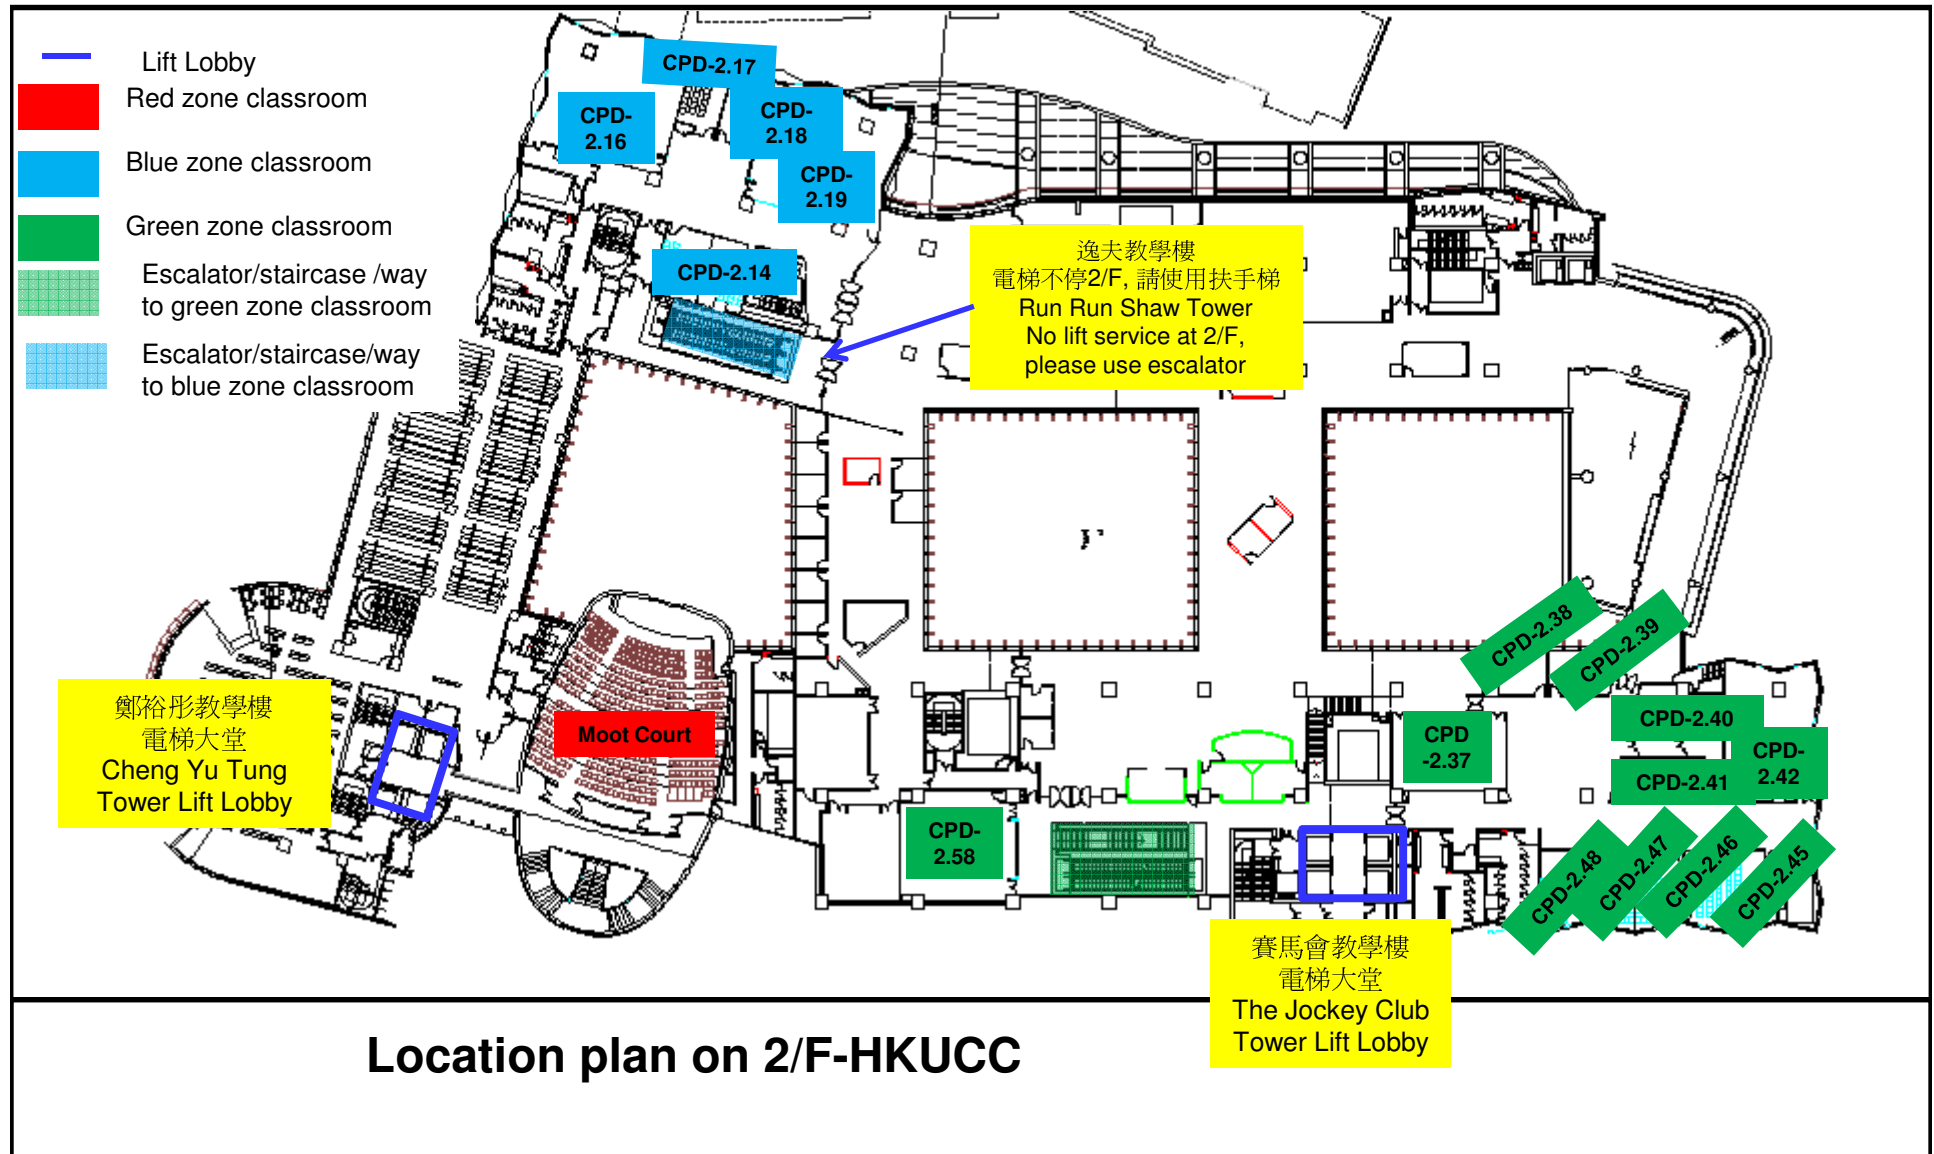 Lift Lobby
Red zone classroom
Blue zone classroom
Green zone classroom
Escalator/staircase /way
to green zone classroom
Escalator/staircase/way
to blue zone classroom
CPD-2.17
CPD-
2.16
CPD-
2.18
CPD-
2.19
CPD-2.14
逸夫教學樓
電梯不停2/F, 請使用扶手梯
Run Run Shaw Tower
No lift service at 2/F,
please use escalator
CPD-2.38
CPD-2.39
鄭裕彤教學樓
電梯大堂
Cheng Yu Tung
Tower Lift Lobby
Moot Court
CPD
-2.37
CPD-2.40
CPD-2.41
CPD-
2.42
CPD-
2.58
CPD-2.48
CPD-2.47
CPD-2.46
CPD-2.45
賽馬會教學樓
電梯大堂
The Jockey Club
Tower Lift Lobby
Location plan on 2/F-HKUCC